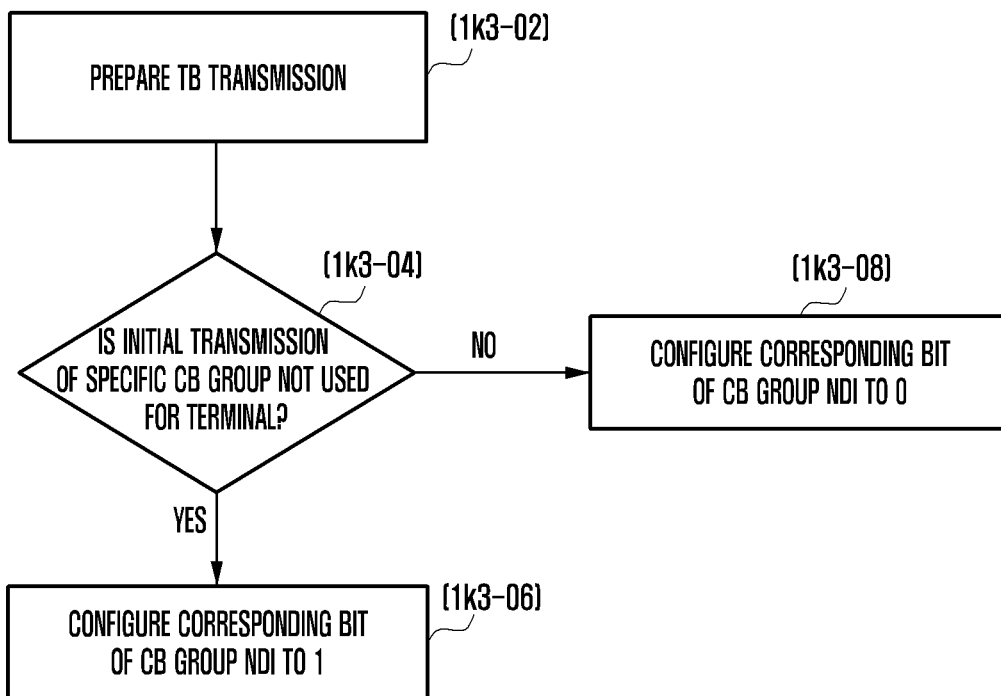 (1k3-02)
PREPARE TB TRANSMISSION
(1k3-04)
IS INITIAL TRANSMISSION
OF SPECIFIC CB GROUP NOT USED
FOR TERMINAL?
NO
(1k3-08)
CONFIGURE CORRESPONDING BIT
OF CB GROUP NDI TO 0
YES
(1k3-06)
CONFIGURE CORRESPONDING BIT
OF CB GROUP NDI TO 1